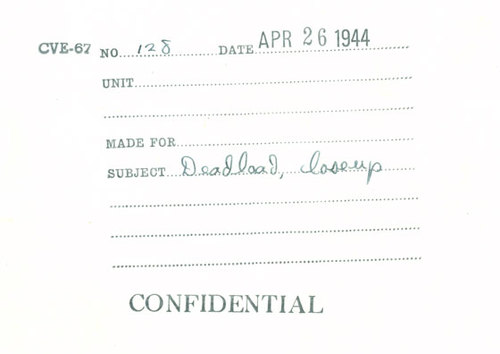 CVE-67 NO. 128 DATE APR 26 1944
UNIT
MADE FOR
SUBJECT Deadload, closeup
CONFIDENTIAL